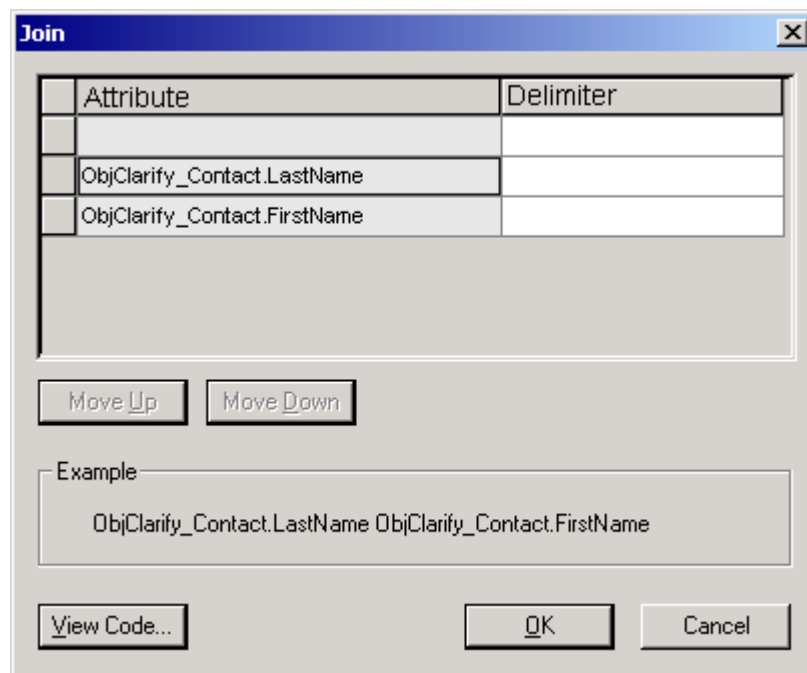 Join
Attribute Delimiter
ObjClarify_Contact.LastName
ObjClarify_Contact.FirstName
Move Up Move Down
Example
ObjClarify_Contact.LastName ObjClarify_Contact.FirstName
View Code... OK Cancel